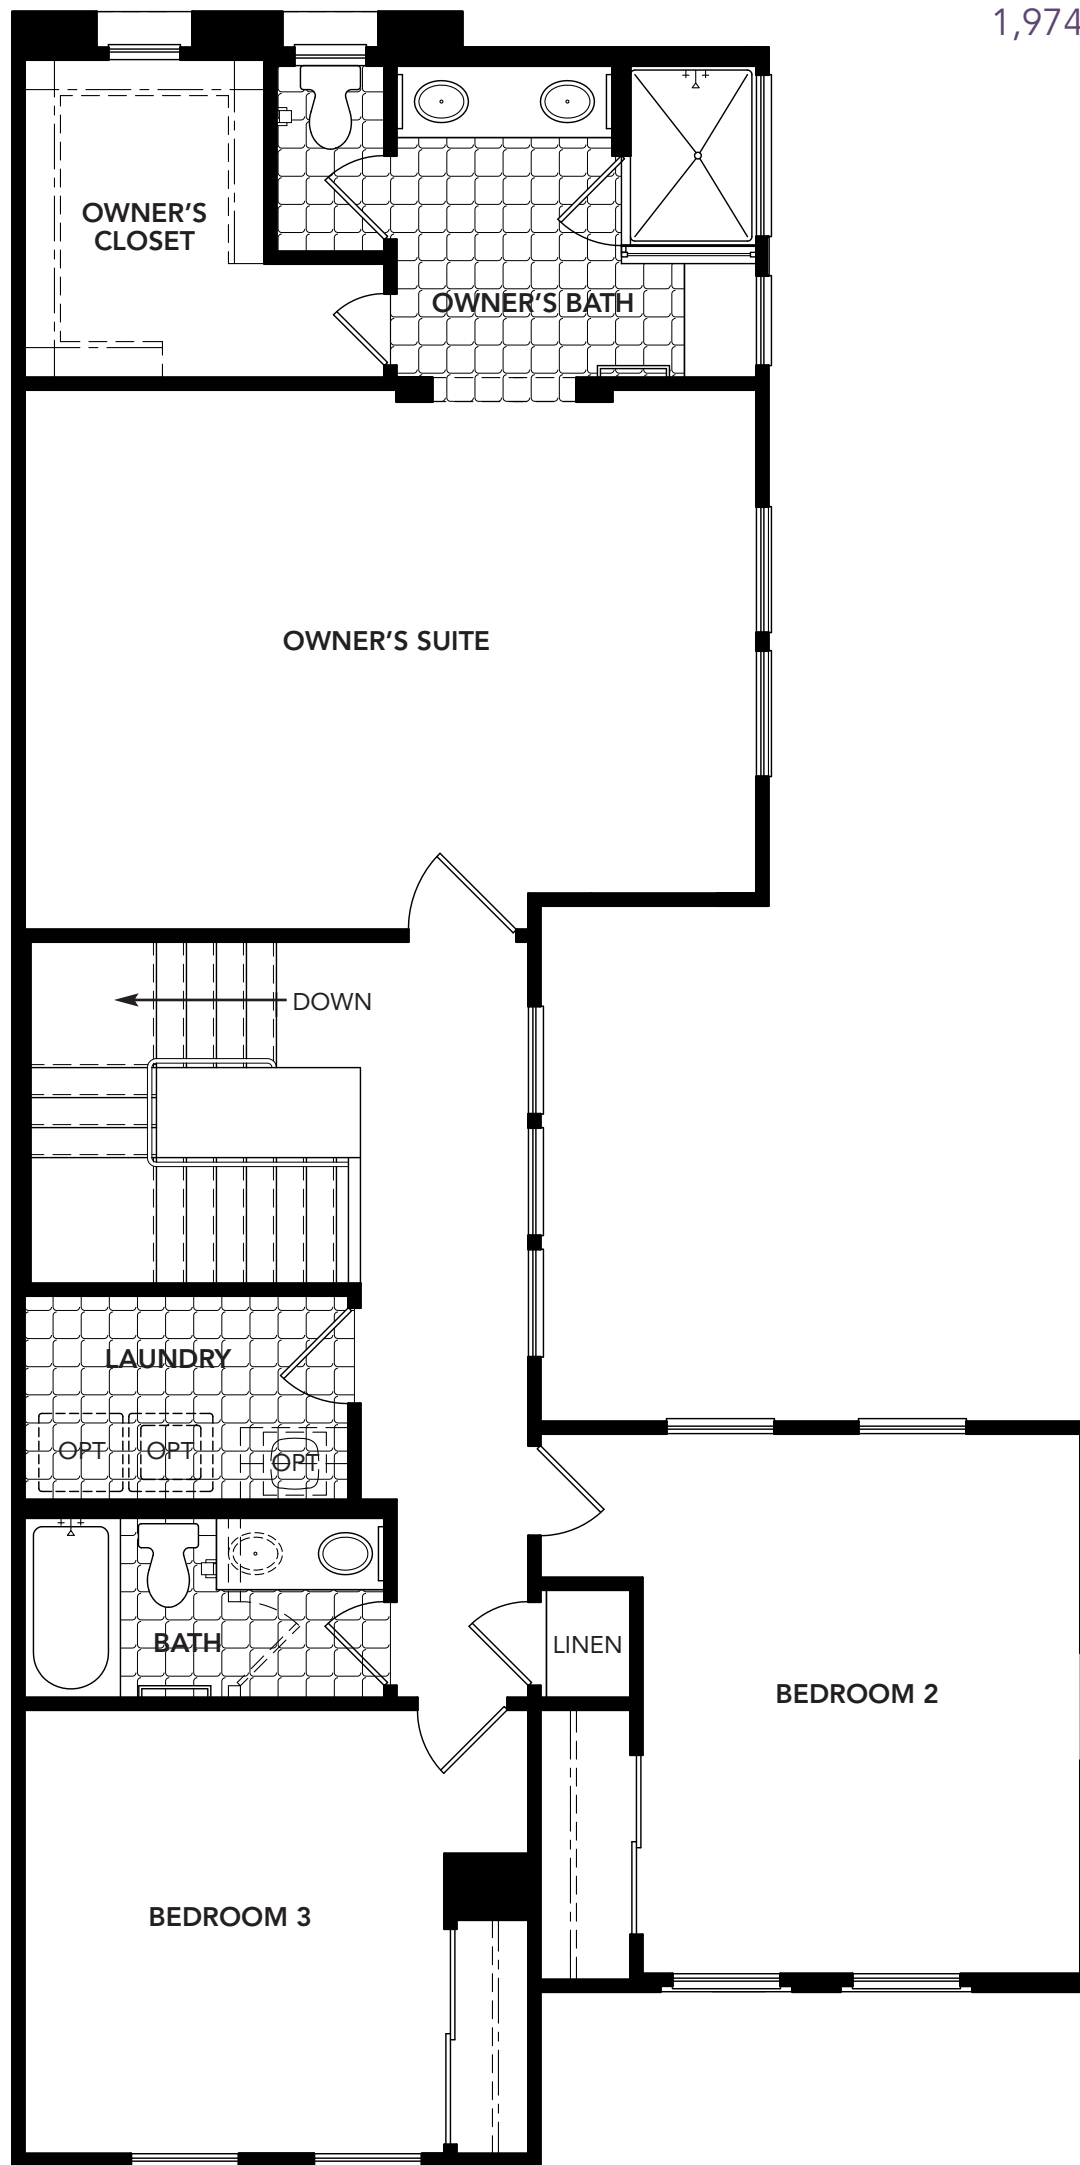 1,974
OWNER'S
CLOSET
OWNER'S BATH
OWNER'S SUITE
DOWN
LAUNDRY
OPT
OPT
OPT
BATH
LINEN
BEDROOM 2
BEDROOM 3